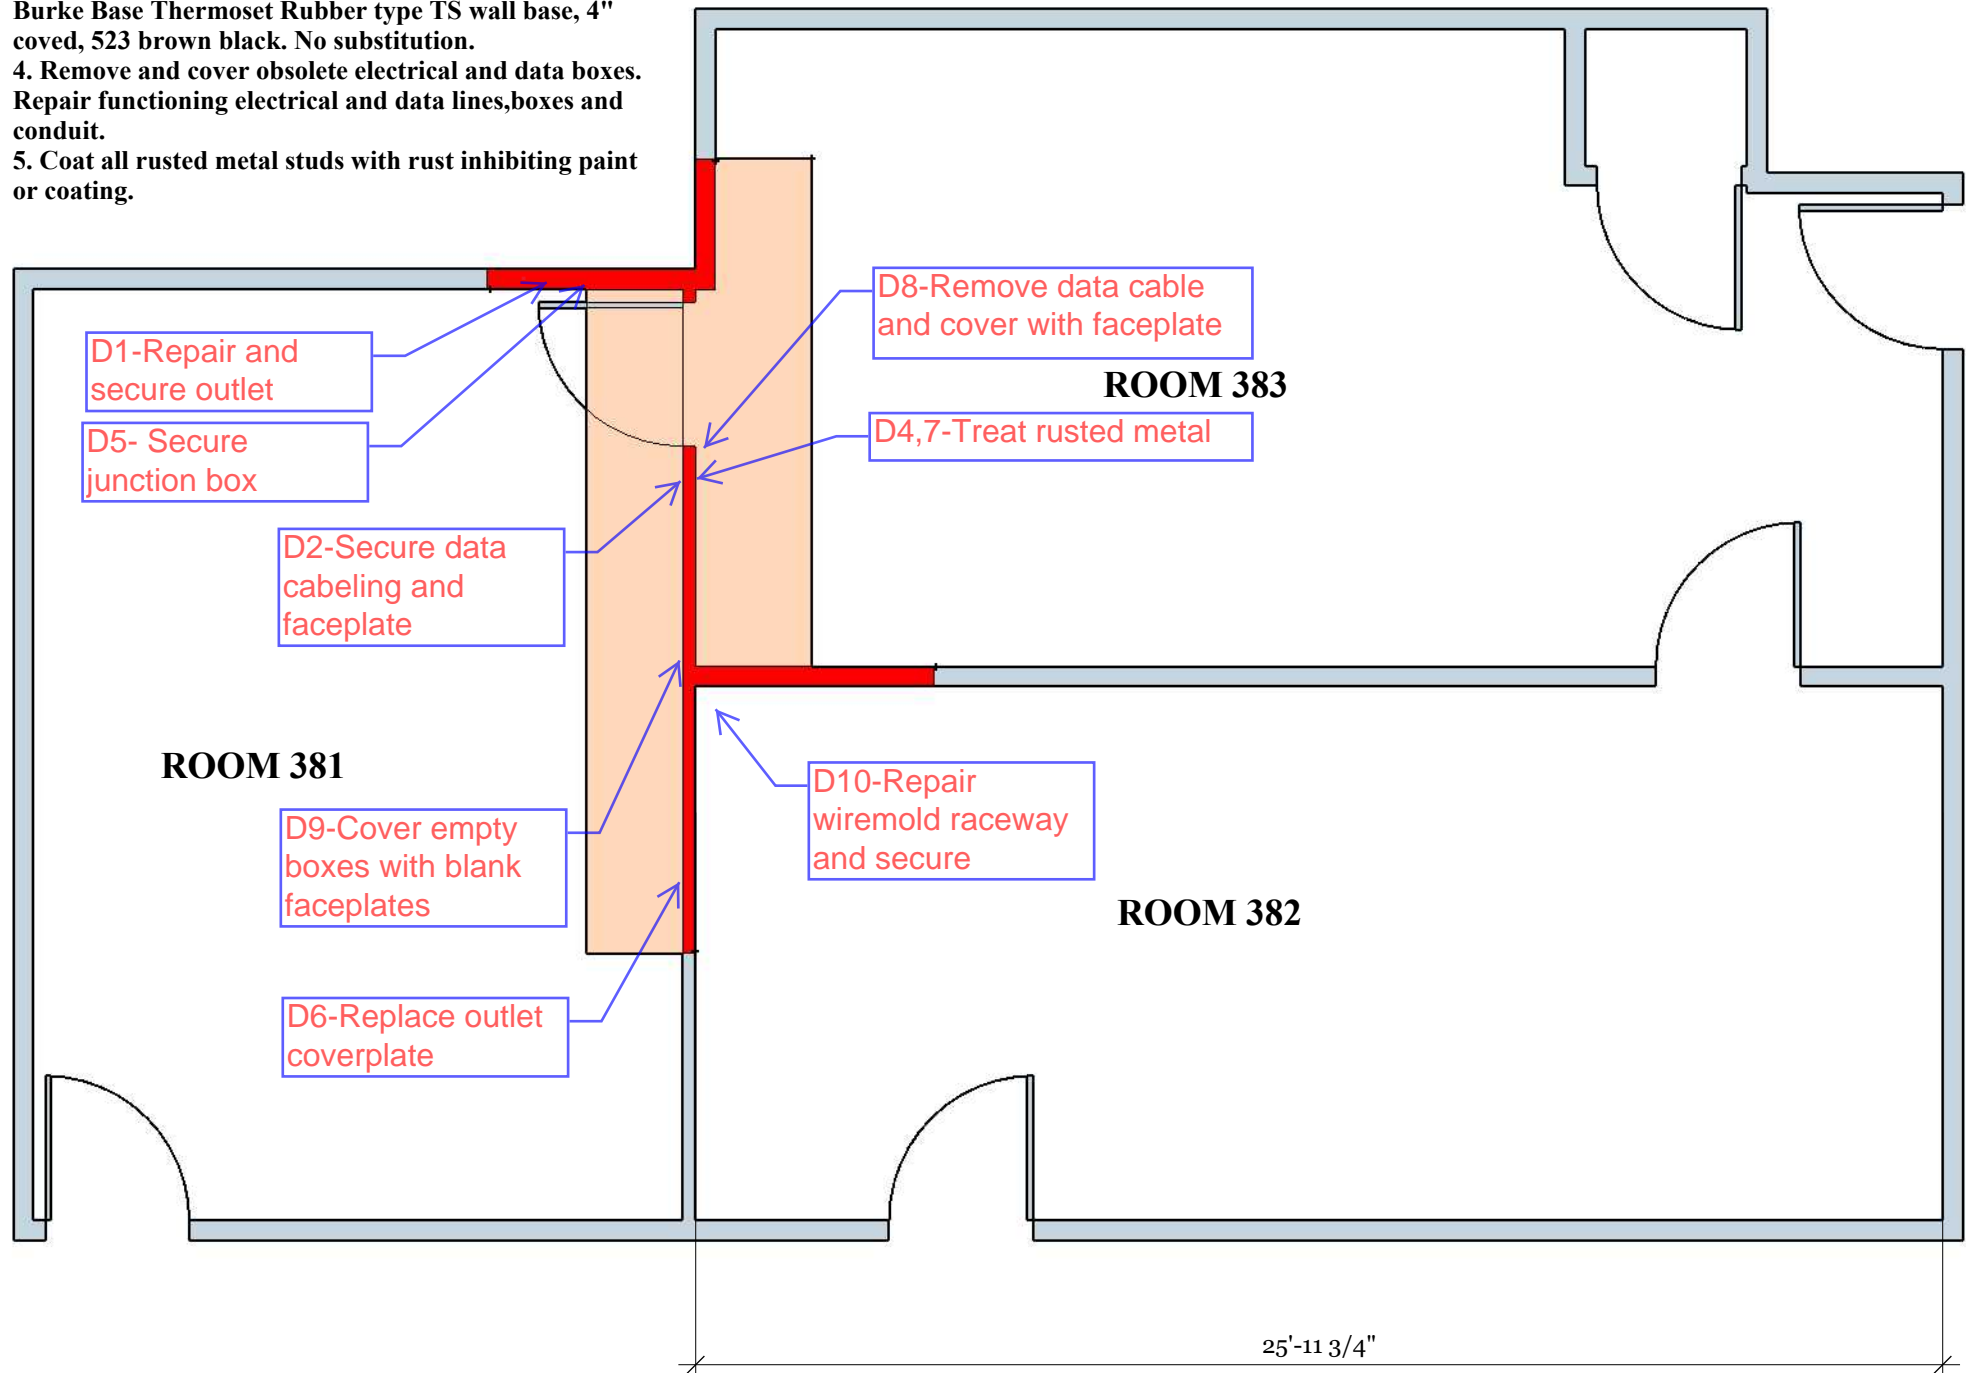 Burke Base Thermoset Rubber type TS wall base, 4"
coved, 523 brown black. No substitution.
4. Remove and cover obsolete electrical and data boxes.
Repair functioning electrical and data lines,boxes and
conduit.
5. Coat all rusted metal studs with rust inhibiting paint
or coating.
D8-Remove data cable
and cover with faceplate
D1-Repair and
secure outlet
ROOM 383
D4,7-Treat rusted metal
D5- Secure
junction box
D2-Secure data
cabeling and
faceplate
ROOM 381
D10-Repair
wiremold raceway
and secure
D9-Cover empty
boxes with blank
faceplates
ROOM 382
D6-Replace outlet
coverplate
25'-11 3/4"